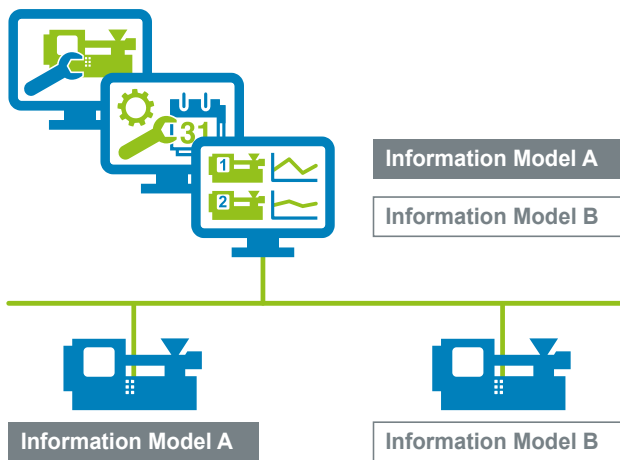 31
1
2
Information Model A
Information Model B
Information Model A
Information Model B